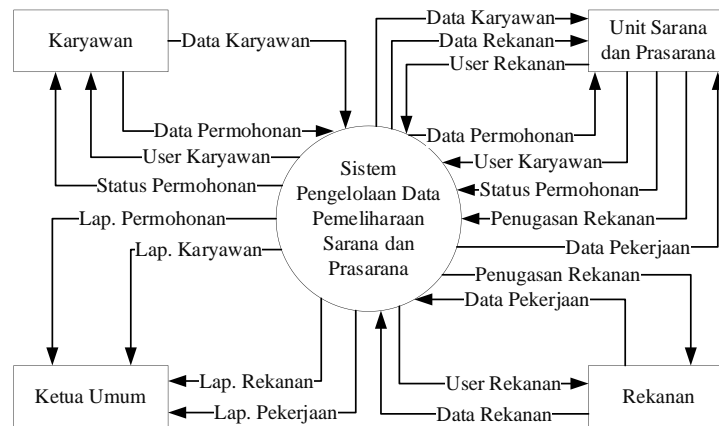 Karyawan
Data Karyawan
Data Permohonan
User Karyawan
Status Permohonan
Lap. Permohonan
Lap. Karyawan
Data Karyawan
Data Rekanan
User Rekanan
Unit Sarana
dan Prasarana
Data Permohonan
User Karyawan
Status Permohonan
Penugasan Rekanan
Data Pekerjaan
Sistem
Pengelolaan Data
Pemeliharaan
Sarana dan
Prasarana
Penugasan Rekanan
Data Pekerjaan
Ketua Umum
Lap. Rekanan
Lap. Pekerjaan
User Rekanan
Data Rekanan
Rekanan